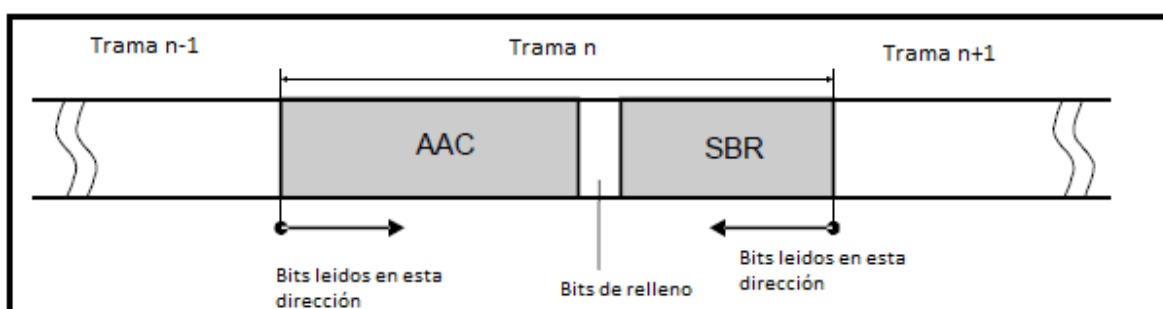 Trama n-1
Trama n
Trama n+1
AAC
SBR
Bits leidos en esta
dirección
Bits de relleno
Bits leidos en esta
dirección